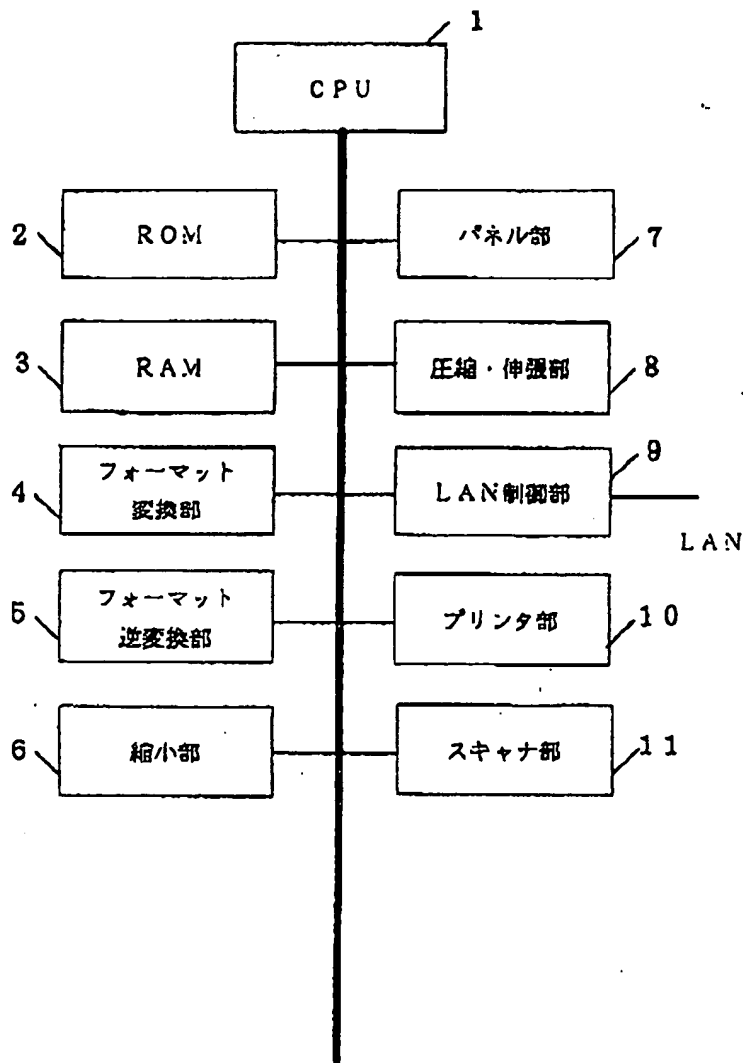 1
CPU
2
ROM
パネル部
7
3
RAM
圧縮・伸張部
8
4
フォーマット
変換部
LAN制御部
9
LAN
5
フォーマット
逆変換部
プリンタ部
10
6
縮小部
スキャナ部
11